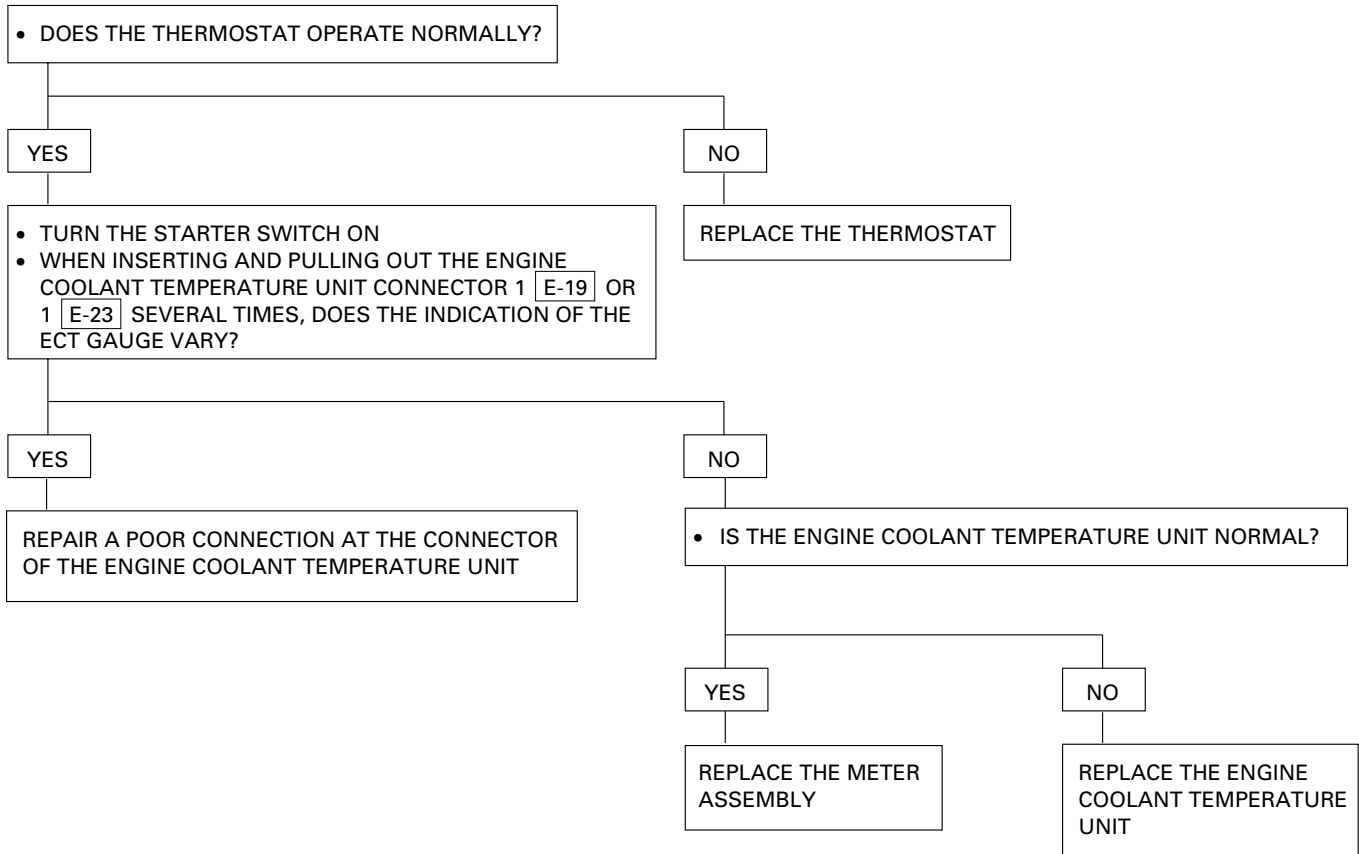 • DOES THE THERMOSTAT OPERATE NORMALLY?
YES
NO
• TURN THE STARTER SWITCH ON
• WHEN INSERTING AND PULLING OUT THE ENGINE
COOLANT TEMPERATURE UNIT CONNECTOR 1 E-19 OR
1 E-23 SEVERAL TIMES, DOES THE INDICATION OF THE
ECT GAUGE VARY?
REPLACE THE THERMOSTAT
YES
NO
REPAIR A POOR CONNECTION AT THE CONNECTOR
OF THE ENGINE COOLANT TEMPERATURE UNIT
• IS THE ENGINE COOLANT TEMPERATURE UNIT NORMAL?
YES
NO
REPLACE THE METER
ASSEMBLY
REPLACE THE ENGINE
COOLANT TEMPERATURE
UNIT